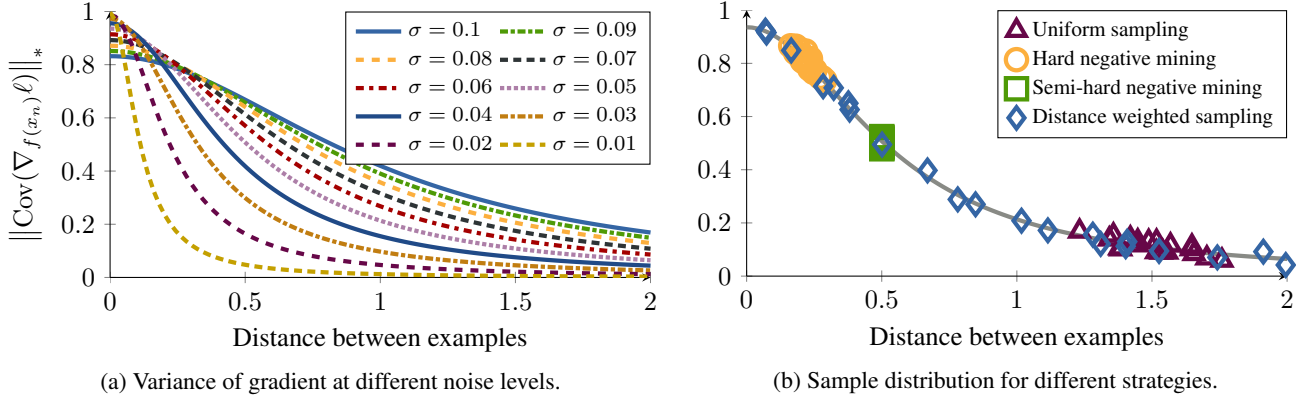 ‖Cov(∇_{f(x_n)} ℓ)‖_*
1
0.8
0.6
0.4
0.2
0
0 0.5 1 1.5 2
Distance between examples
σ = 0.1 σ = 0.09
σ = 0.08 σ = 0.07
σ = 0.06 σ = 0.05
σ = 0.04 σ = 0.03
σ = 0.02 σ = 0.01
(a) Variance of gradient at different noise levels.
1
0.8
0.6
0.4
0.2
0
0 0.5 1 1.5 2
Distance between examples
Uniform sampling
Hard negative mining
Semi-hard negative mining
Distance weighted sampling
(b) Sample distribution for different strategies.